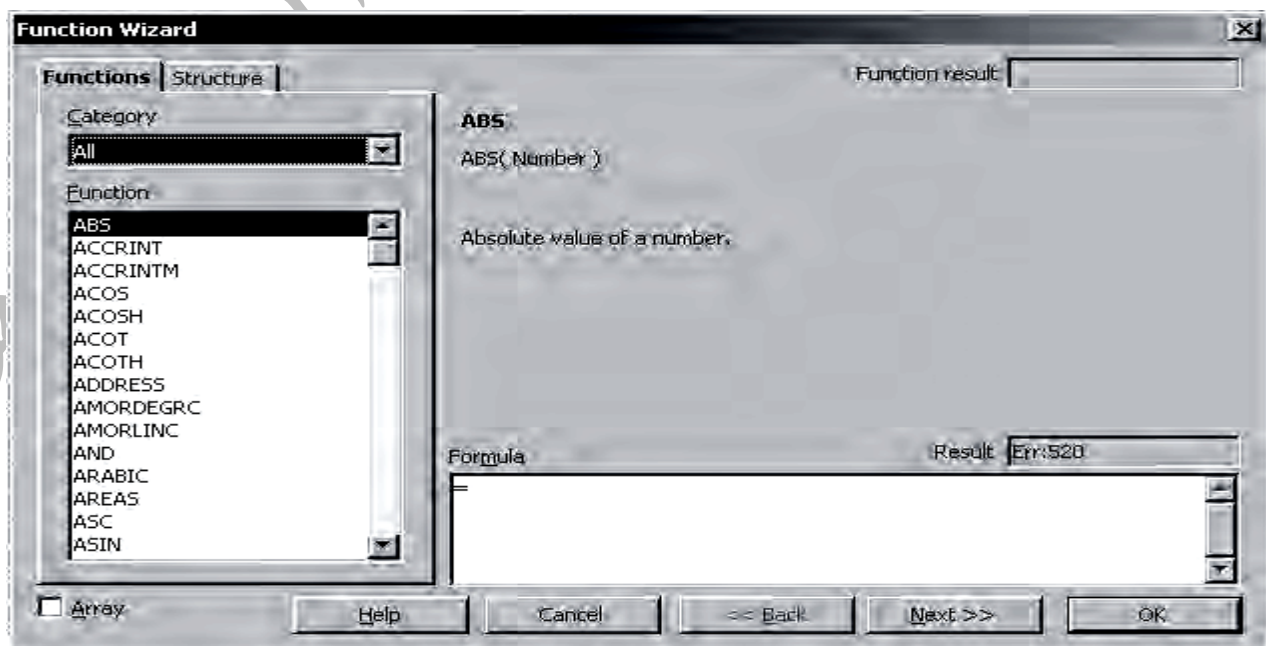 Function Wizard
Functions Structure
Function result
Category
All
Function
ABS
ACCRINT
ACCRINTM
ACOS
ACOSH
ACOT
ACOTH
ADDRESS
AMORDEGRC
AMORLINC
AND
ARABIC
AREAS
ASC
ASIN
ABS
ABS( Number )
Absolute value of a number.
Formula
Result Err:520
=
Array
Help
Cancel
<< Back
Next >>
OK